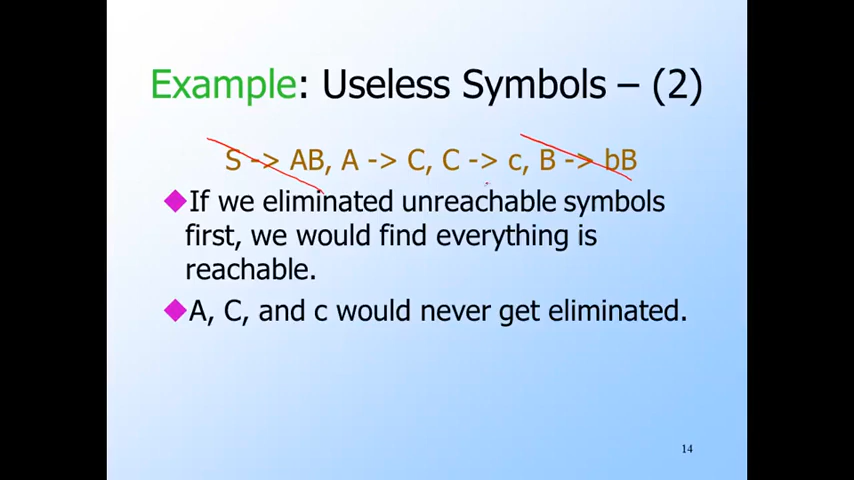 Example: Useless Symbols – (2)
S -> AB, A -> C, C -> c, B -> bB
If we eliminated unreachable symbols
first, we would find everything is
reachable.
A, C, and c would never get eliminated.
14